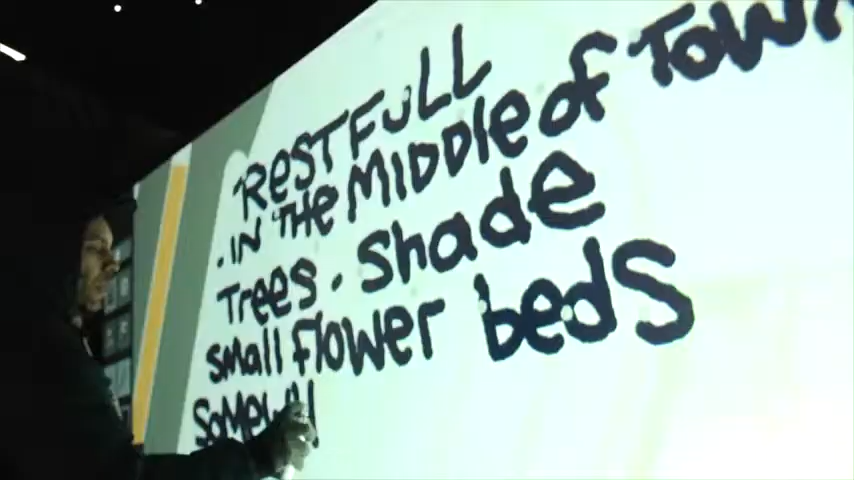 RESTFULL
. IN THE MIDDLE of TOWN
TREES . Shade
small flower beds